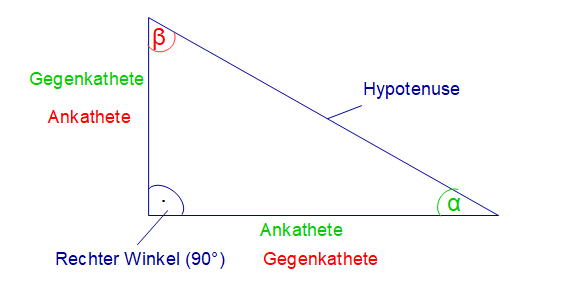 β
Gegenkathete
Hypotenuse
Ankathete
α
Ankathete
Rechter Winkel (90°)
Gegenkathete